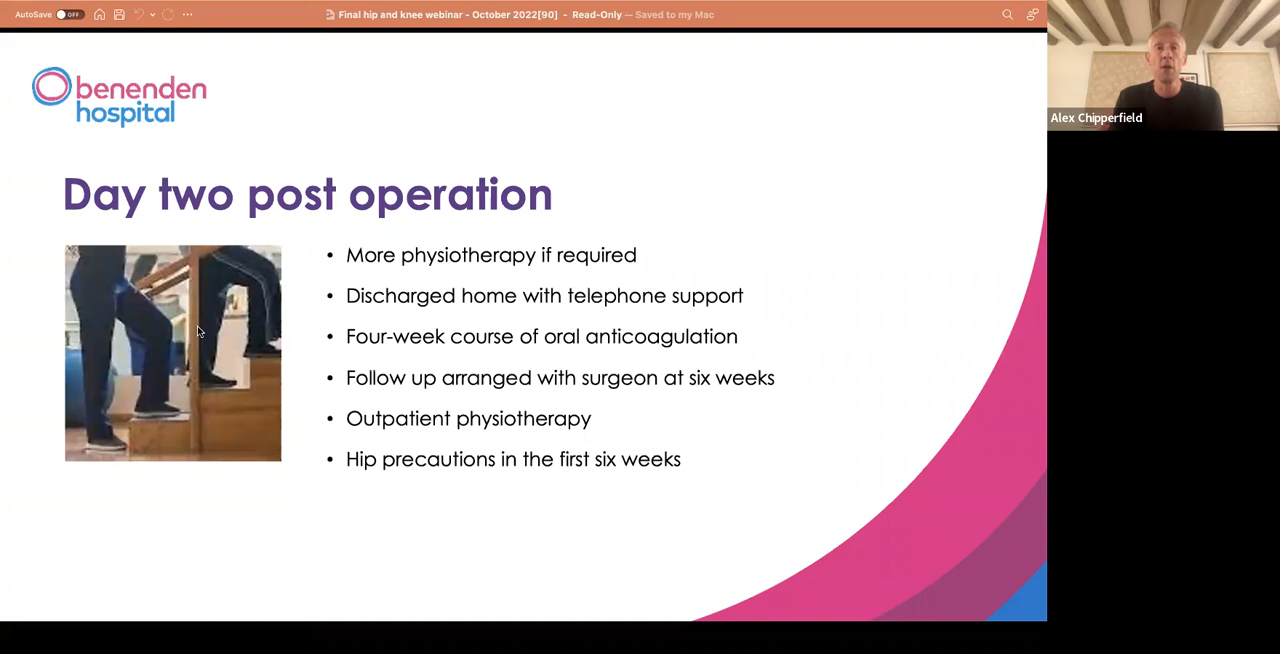 AutoSave OFF
Final hip and knee webinar - October 2022[90] - Read-Only — Saved to my Mac
Alex Chipperfield
benenden
hospital
Day two post operation
• More physiotherapy if required
• Discharged home with telephone support
• Four-week course of oral anticoagulation
• Follow up arranged with surgeon at six weeks
• Outpatient physiotherapy
• Hip precautions in the first six weeks